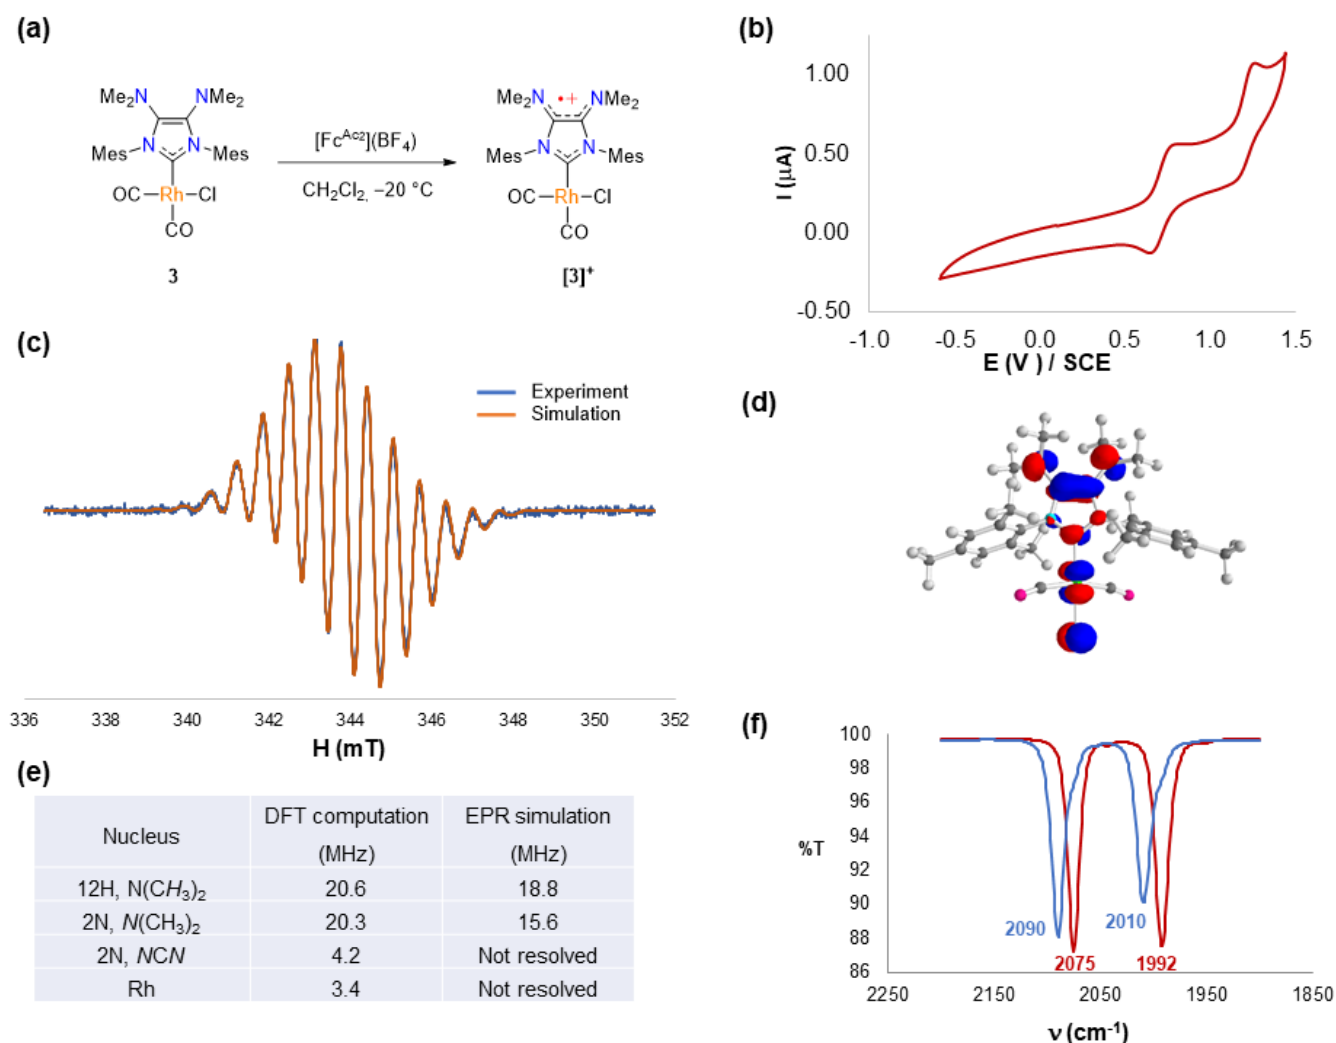 (a)
Me₂N NMe₂
N N
Mes Mes
OC Rh Cl
CO
3
[Fcᴬᶜ²](BF₄)
CH₂Cl₂, –20 °C
Me₂N •+ NMe₂
N N
Mes Mes
OC Rh Cl
CO
[3]⁺
(b)
I (μA)
1.00
0.50
0.00
-0.50
-1.0 -0.5 0.0 0.5 1.0 1.5
E (V ) / SCE
(c)
Experiment
Simulation
336 338 340 342 344 346 348 350 352
H (mT)
(d)
(e)
Nucleus DFT computation (MHz) EPR simulation (MHz)
12H, N(CH₃)₂ 20.6 18.8
2N, N(CH₃)₂ 20.3 15.6
2N, NCN 4.2 Not resolved
Rh 3.4 Not resolved
(f)
%T
100
98
96
94
92
90
88
86
2090 2010
2075 1992
2250 2150 2050 1950 1850
ν (cm⁻¹)